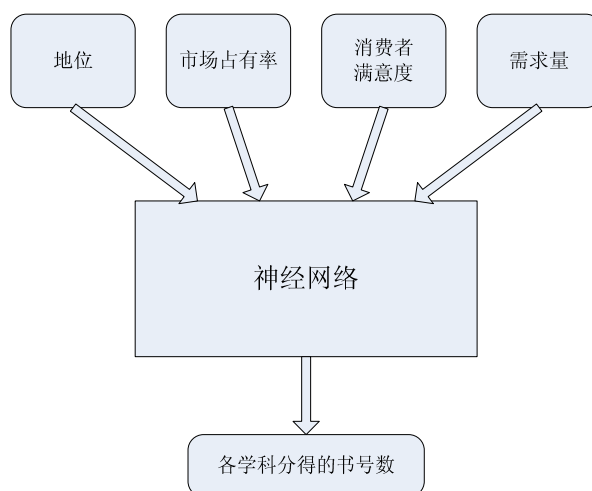 地位
市场占有率
消费者
满意度
需求量
神经网络
各学科分得的书号数